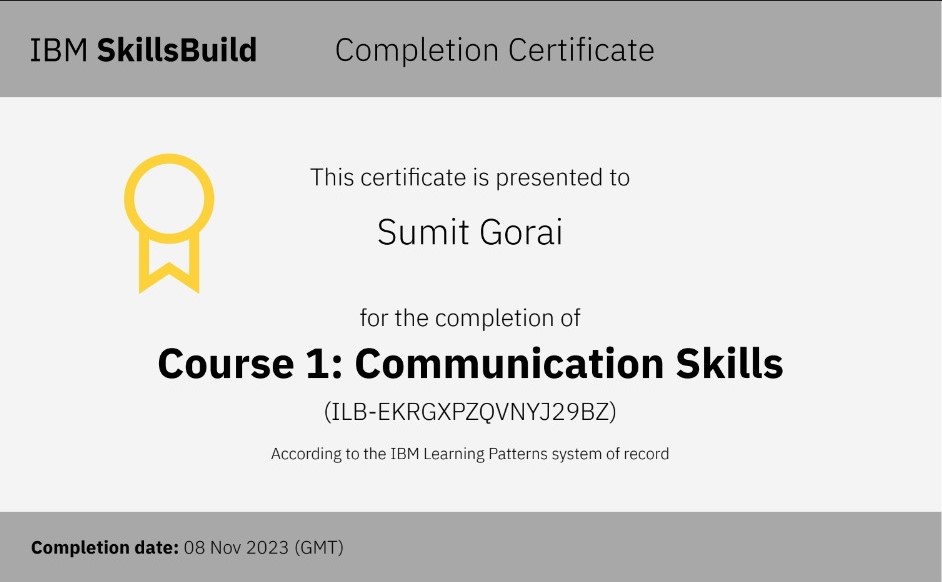 IBM SkillsBuild Completion Certificate
This certificate is presented to
Sumit Gorai
for the completion of
Course 1: Communication Skills
(ILB-EKRGXPZQVNYJ29BZ)
According to the IBM Learning Patterns system of record
Completion date: 08 Nov 2023 (GMT)